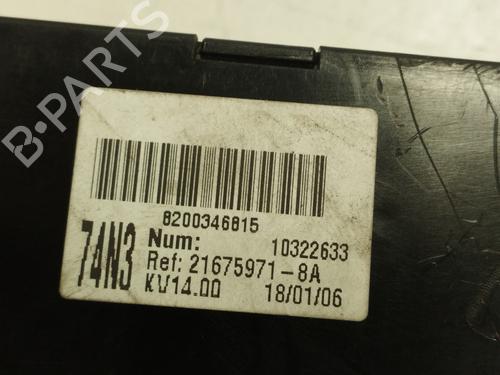 B-PARTS
8200346815
74N3
Num: 10322633
Ref: 21675971-8A
KV14.00 18/01/06